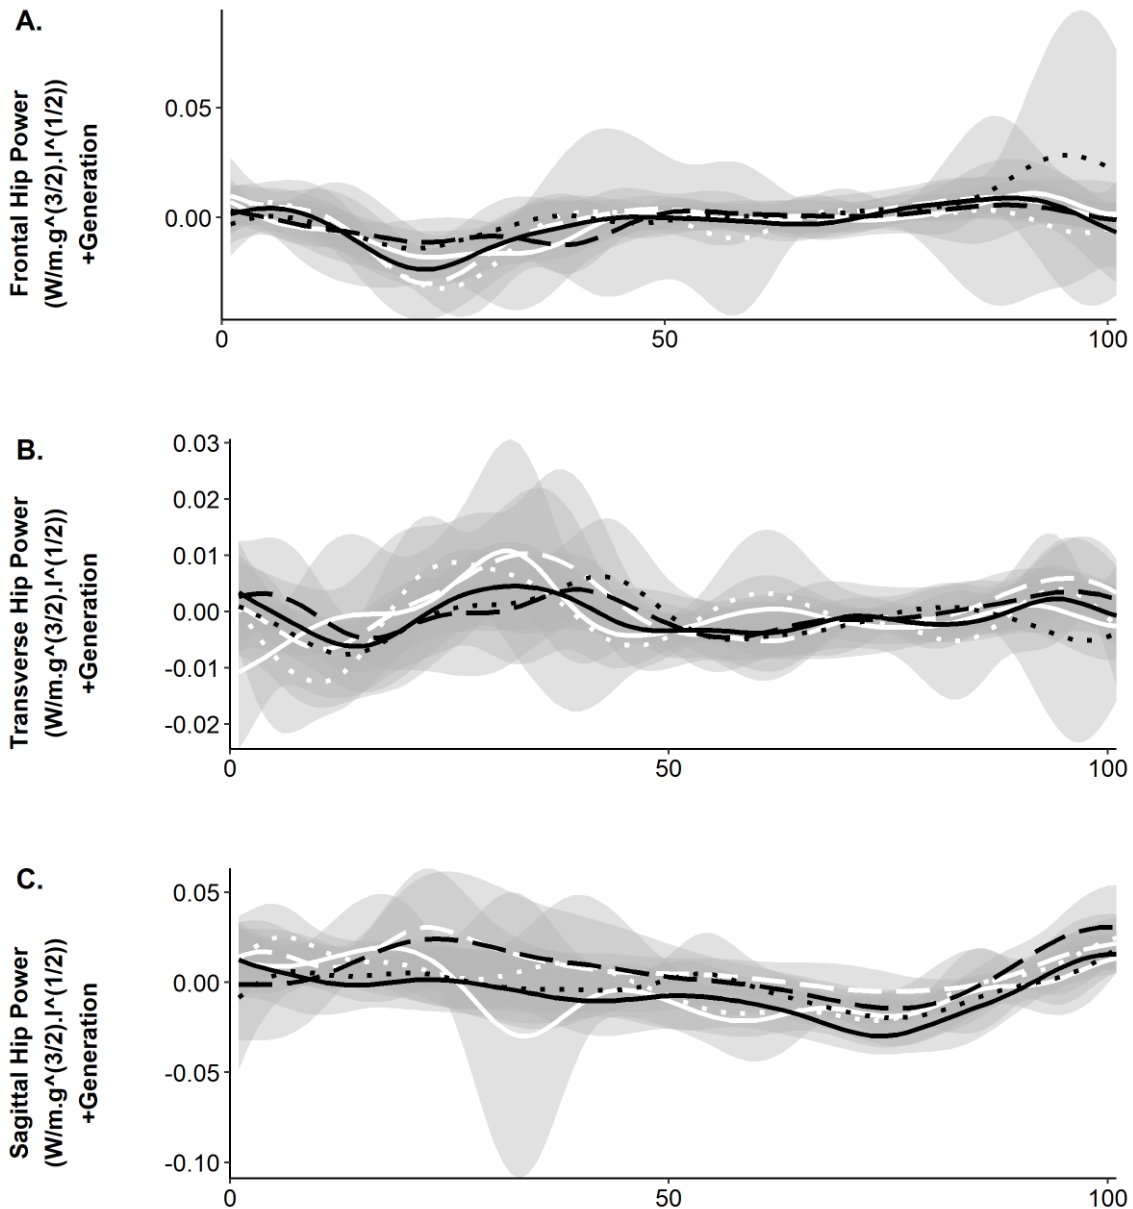 A.
Frontal Hip Power
(W/m.g^(3/2).l^(1/2))
+Generation
0.05
0.00
0
50
100
B.
Transverse Hip Power
(W/m.g^(3/2).l^(1/2))
+Generation
0.03
0.02
0.01
0.00
-0.01
-0.02
0
50
100
C.
Sagittal Hip Power
(W/m.g^(3/2).l^(1/2))
+Generation
0.05
0.00
-0.05
-0.10
0
50
100